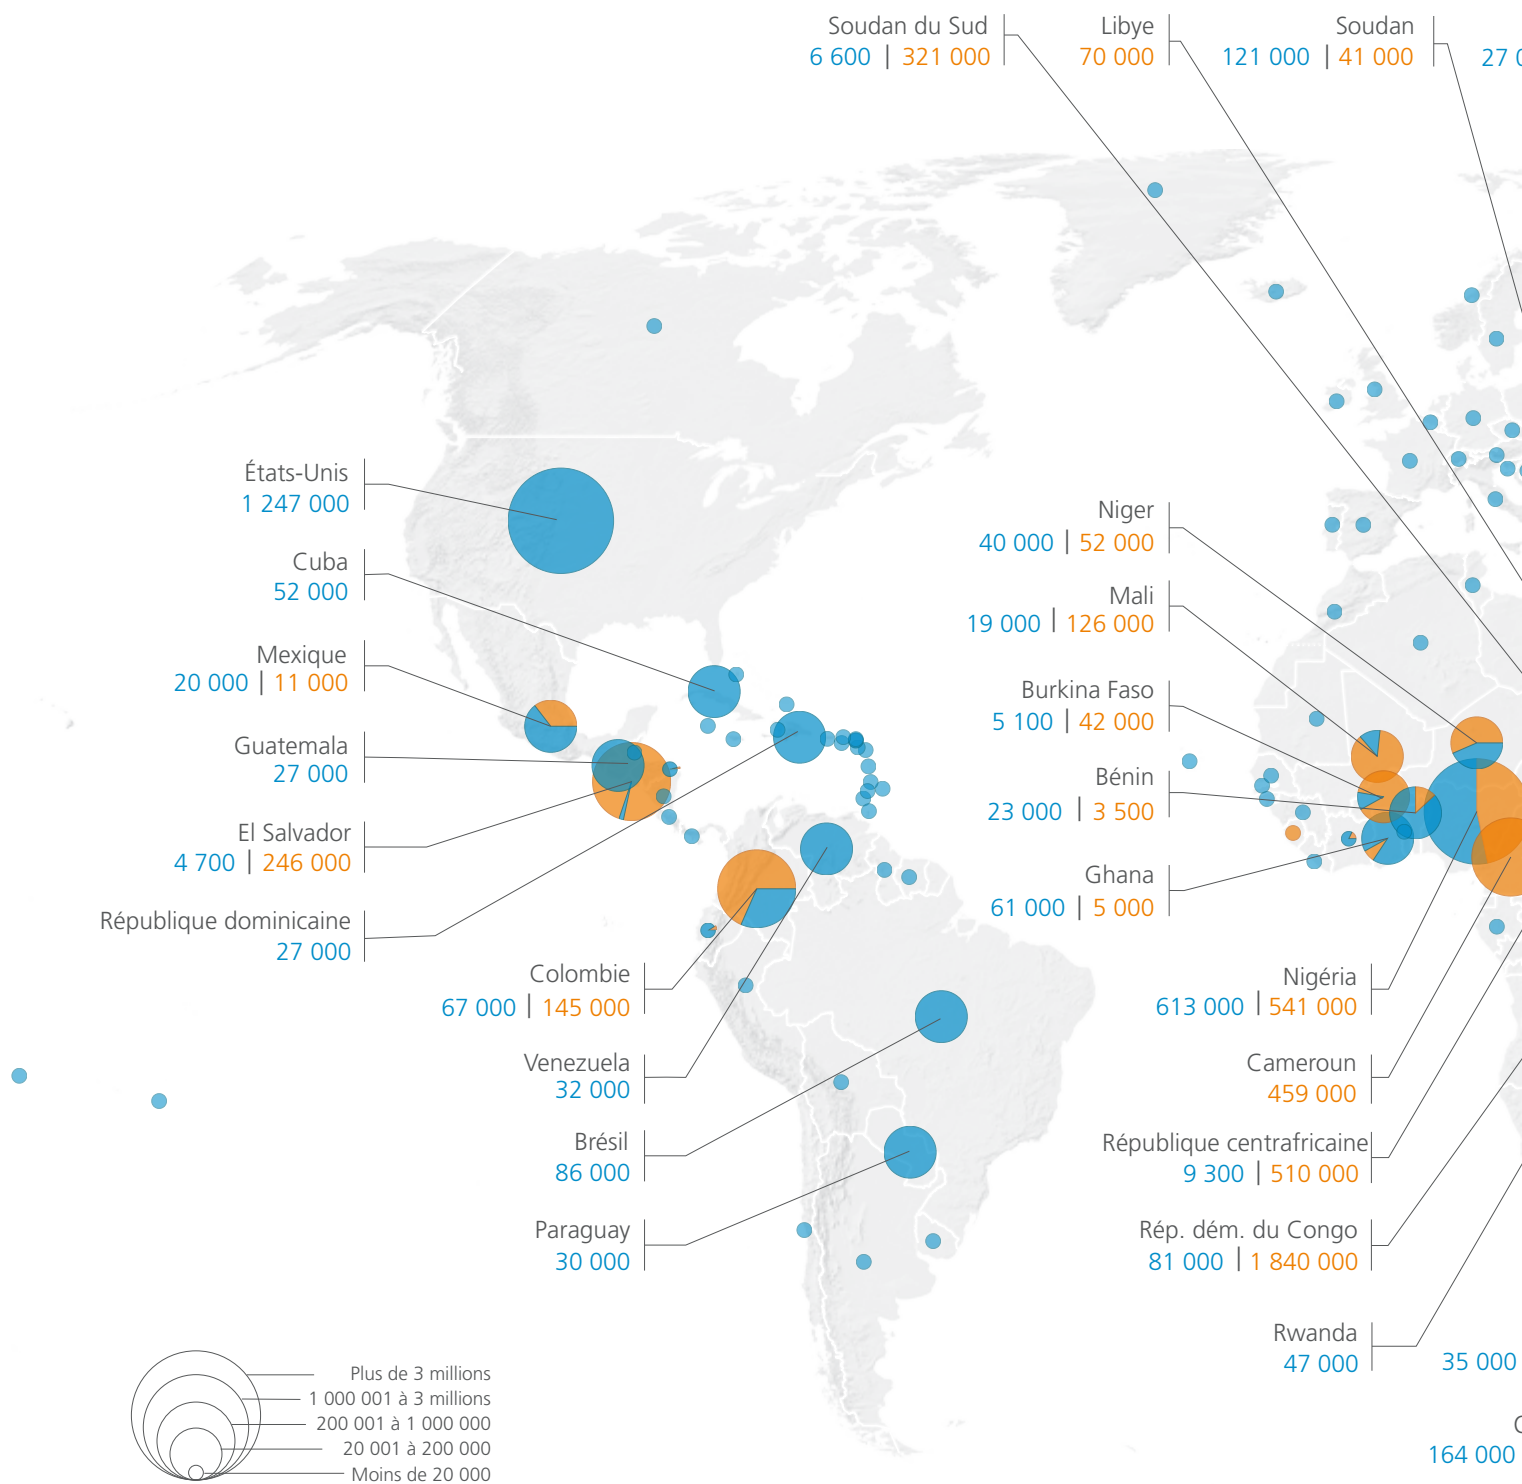 Soudan du Sud
6 600 | 321 000
Libye
70 000
Soudan
121 000 | 41 000
27 0
États-Unis
1 247 000
Cuba
52 000
Mexique
20 000 | 11 000
Guatemala
27 000
El Salvador
4 700 | 246 000
République dominicaine
27 000
Colombie
67 000 | 145 000
Venezuela
32 000
Brésil
86 000
Paraguay
30 000
Niger
40 000 | 52 000
Mali
19 000 | 126 000
Burkina Faso
5 100 | 42 000
Bénin
23 000 | 3 500
Ghana
61 000 | 5 000
Nigéria
613 000 | 541 000
Cameroun
459 000
République centrafricaine
9 300 | 510 000
Rép. dém. du Congo
81 000 | 1 840 000
Rwanda
47 000
35 000
164 000
Plus de 3 millions
1 000 001 à 3 millions
200 001 à 1 000 000
20 001 à 200 000
Moins de 20 000